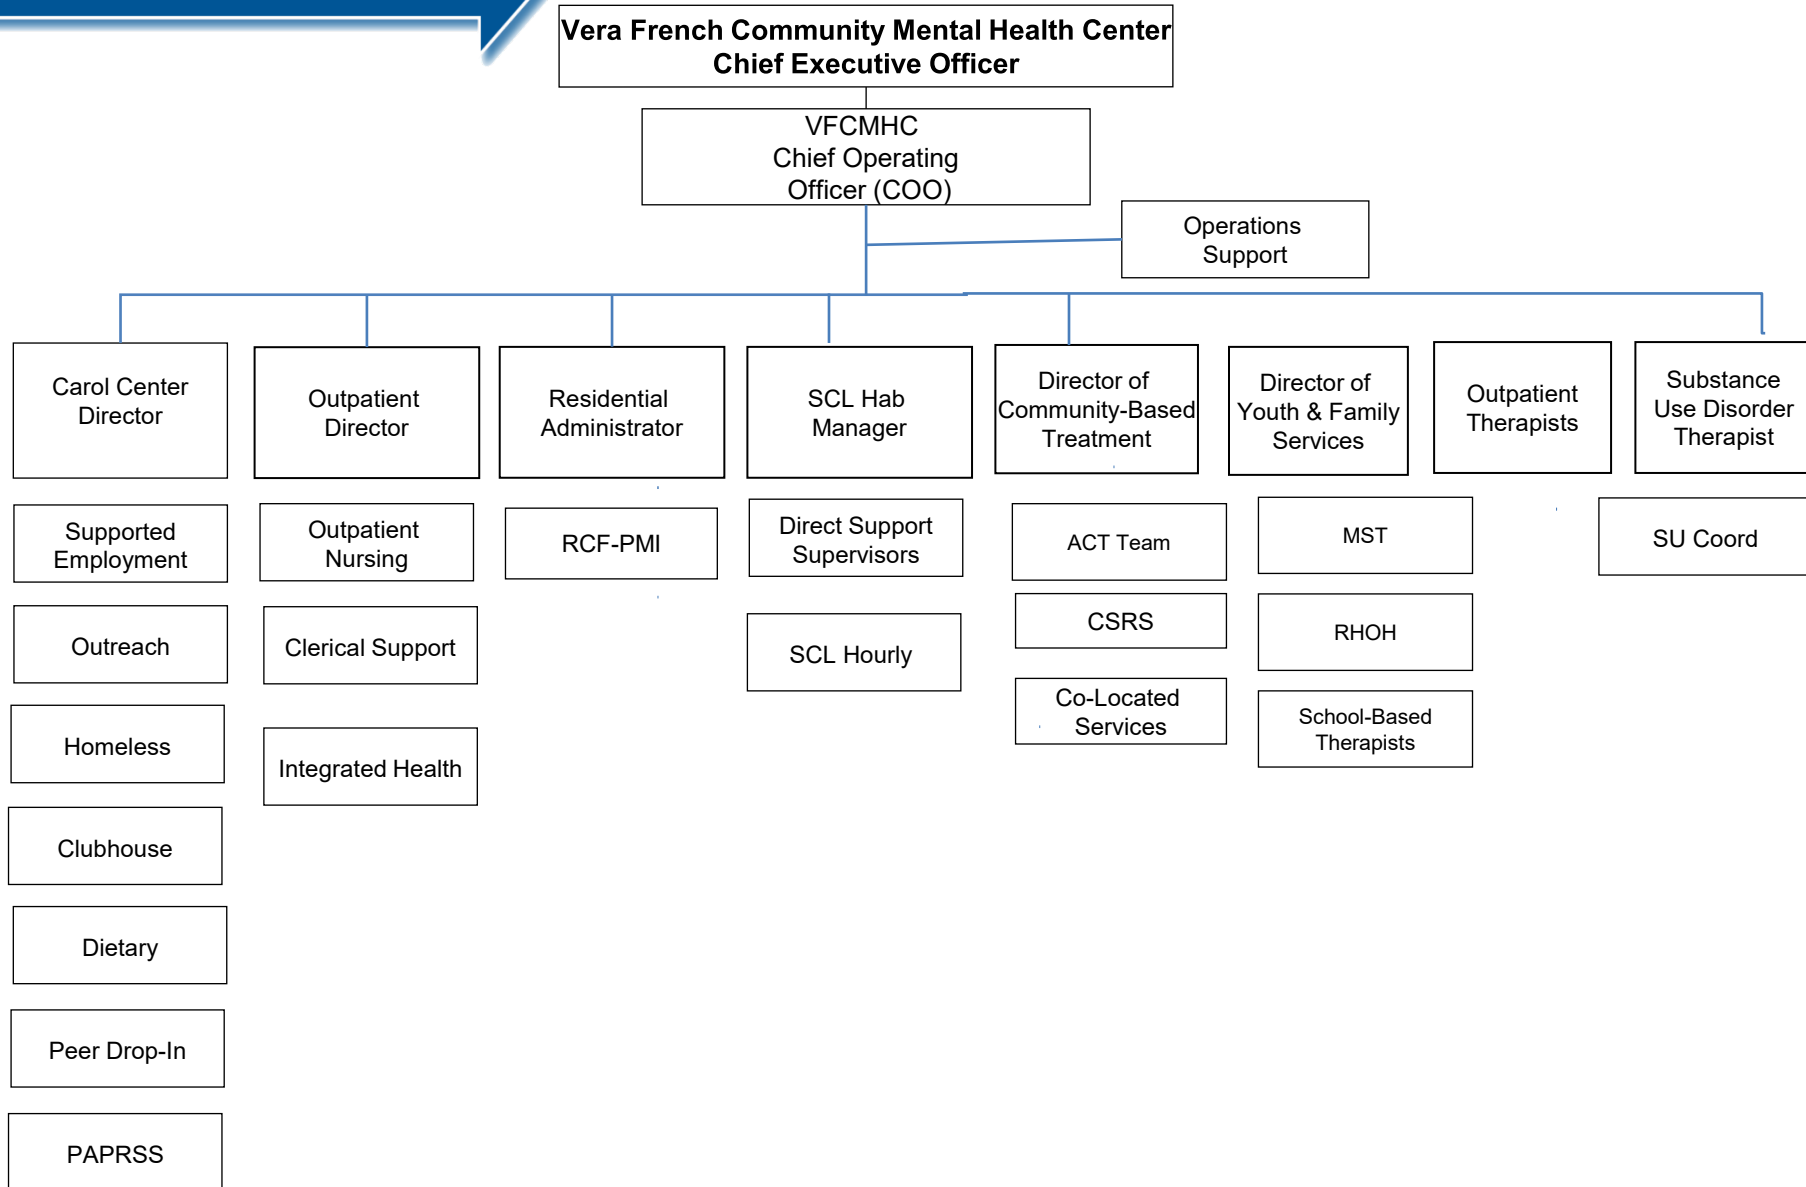 Vera French Community Mental Health Center
Chief Executive Officer
VFCMHC
Chief Operating
Officer (COO)
Operations
Support
Carol Center
Director
Outpatient
Director
Residential
Administrator
SCL Hab
Manager
Director of
Community-Based
Treatment
Director of
Youth & Family
Services
Outpatient
Therapists
Substance
Use Disorder
Therapist
Supported
Employment
Outpatient
Nursing
RCF-PMI
Direct Support
Supervisors
ACT Team
MST
SU Coord
Outreach
Clerical Support
SCL Hourly
CSRS
RHOH
Homeless
Integrated Health
Co-Located
Services
School-Based
Therapists
Clubhouse
Dietary
Peer Drop-In
PAPRSS